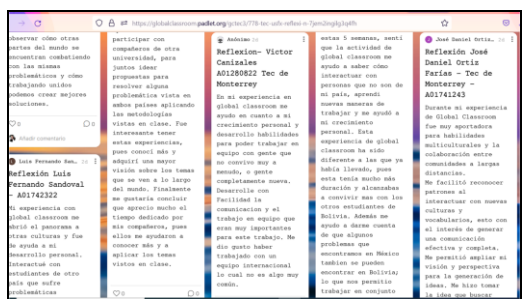 https://globalclassroom.padlet.org/gctec3/778-tec-usfv-reflexi-n-7jem2ingilg1qdfh
observar cómo otras
partes del mundo se
encuentran combatiendo
con las mismas
problemáticas y cómo
trabajando unidos
podemos crear mejores
soluciones.
0
0
Añadir comentario
Luis Fernando San…
Reflexión Luis
Fernando Sandoval
- A01742322
Mi experiencia con
global classroom me
abrió el panorama a
otras culturas y fue
de ayuda a mi
desarrollo personal.
Interactué con
estudiantes de otro
país que sufre
problemáticas
participar con
compañeros de otra
universidad, para
juntos idear
propuestas para
resolver alguna
problemática vista en
ambos países aplicando
las metodologías
vistas en clase. Fue
interesante tener
estas experiencias,
pues conocí más y
adquirí una mayor
visión sobre los temas
que se ven a lo largo
del mundo. Finalmente
me gustaría concluir
que aprecio mucho el
tiempo dedicado por
mis compañeros, pues
ellos me ayudaron a
conocer más y a
aplicar los temas
vistos en clase.
0
0
Anónimo
Reflexion- Victor
Canizales
A01280822 Tec de
Monterrey
En mi experiencia en
global classroom me
ayudo en cuanto a mi
crecimiento personal y
desarrollo habilidades
para poder trabajar en
equipo con gente que
no convivo muy a
menudo, o gente
completamente nueva.
Desarrolle con
Facilidad la
comunicacion y el
trabajo en equipo que
eran muy importantes
para este trabajo. Me
dio gusto haber
trabajado con un
equipo internacional
lo cual no es algo muy
común.
estas 5 semanas, sentí
que la actividad de
global classroom me
ayudo a saber cómo
interactuar con
personas que no son de
mi país, aprendí
nuevas maneras de
trabajar y me ayudó a
mi crecimiento
personal. Esta
experiencia de global
classroom ha sido
diferente a las que ya
había llevado, pues
esta tenía mucho más
duración y alcanzabas
a convivir mas con los
otros estudiantes de
Bolivia. Además me
ayudo a darme cuenta
de que algunos
problemas que
encontramos en México
tambien se pueden
encontrar en Bolivia;
lo que nos permitio
trabajar en conjunto
José Daniel Ortiz…
Reflexión José
Daniel Ortiz
Farías - Tec de
Monterrey -
A01741243
Durante mi experiencia
de Global Classroom
fue muy aportadora
para habilidades
multiculturales y la
colaboración entre
comunidades a largas
distancias.
Me facilitó reconocer
patrones al
interactuar con nuevas
culturas y
vocabularios, esto con
el interés de generar
una comunicación
efectiva y completa.
Me permitió ampliar mi
visión y perspectiva
para la generación de
ideas. Me hizo tomar
la idea que buscar